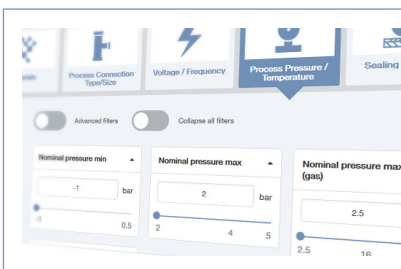 Process Connection
Type/Size
Voltage / Frequency
Process Pressure /
Temperature
Sealing
Advanced filters
Collapse all filters
Nominal pressure min
Nominal pressure max
Nominal pressure max
(gas)
-1
bar
2
bar
2.5
-1
0.5
2
4
5
2.5
16